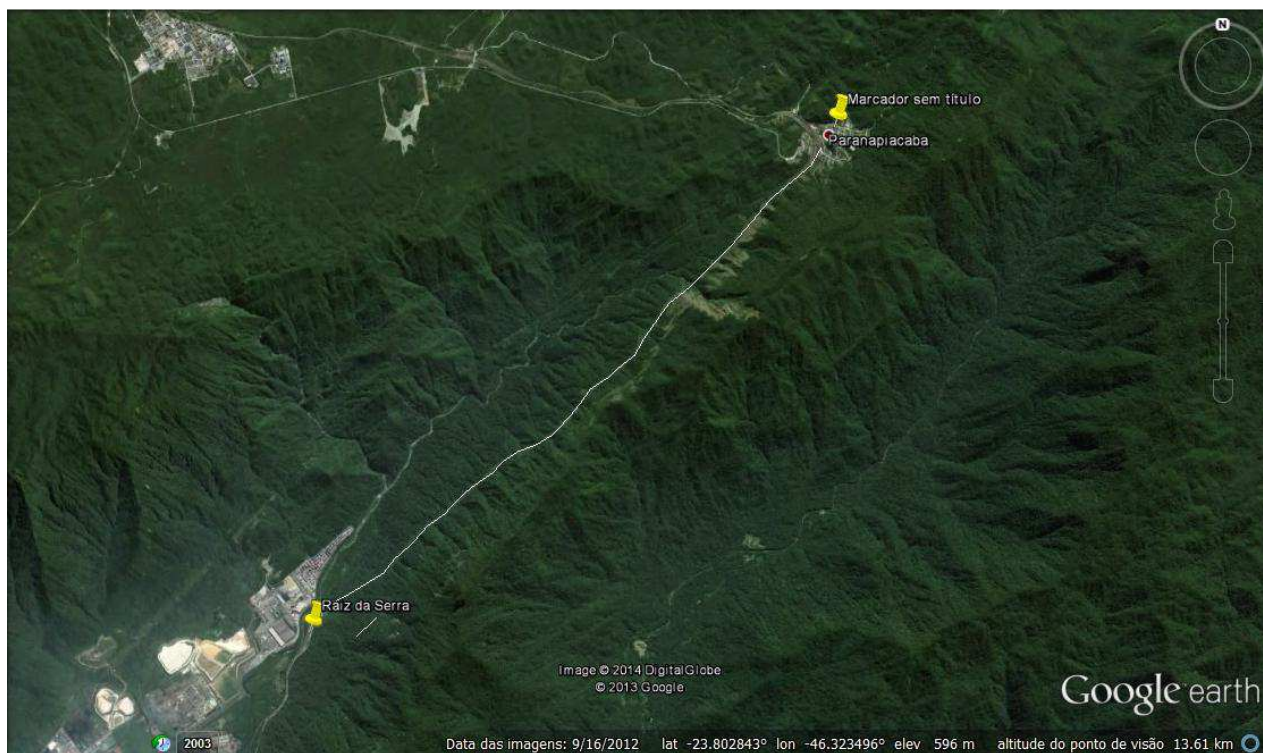 N
Marcador sem título
Paranapiacaba
Raiz da Serra
Image © 2014 DigitalGlobe
© 2013 Google
Google earth
2003
Data das imagens: 9/16/2012 lat -23.802843° lon -46.323496° elev 596 m altitude do ponto de visão 13.61 km